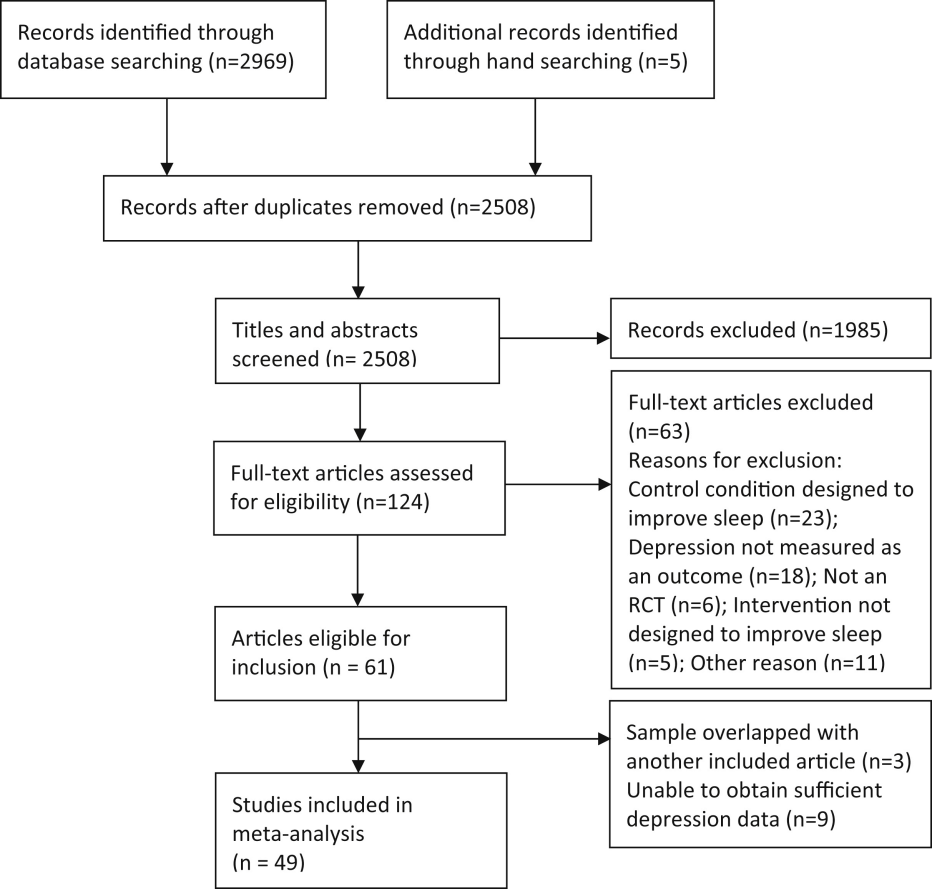 Records identified through
database searching (n=2969)
Additional records identified
through hand searching (n=5)
Records after duplicates removed (n=2508)
Titles and abstracts
screened (n= 2508)
Records excluded (n=1985)
Full-text articles assessed
for eligibility (n=124)
Full-text articles excluded
(n=63)
Reasons for exclusion:
Control condition designed to
improve sleep (n=23);
Depression not measured as
an outcome (n=18); Not an
RCT (n=6); Intervention not
designed to improve sleep
(n=5); Other reason (n=11)
Articles eligible for
inclusion (n = 61)
Sample overlapped with
another included article (n=3)
Unable to obtain sufficient
depression data (n=9)
Studies included in
meta-analysis
(n = 49)